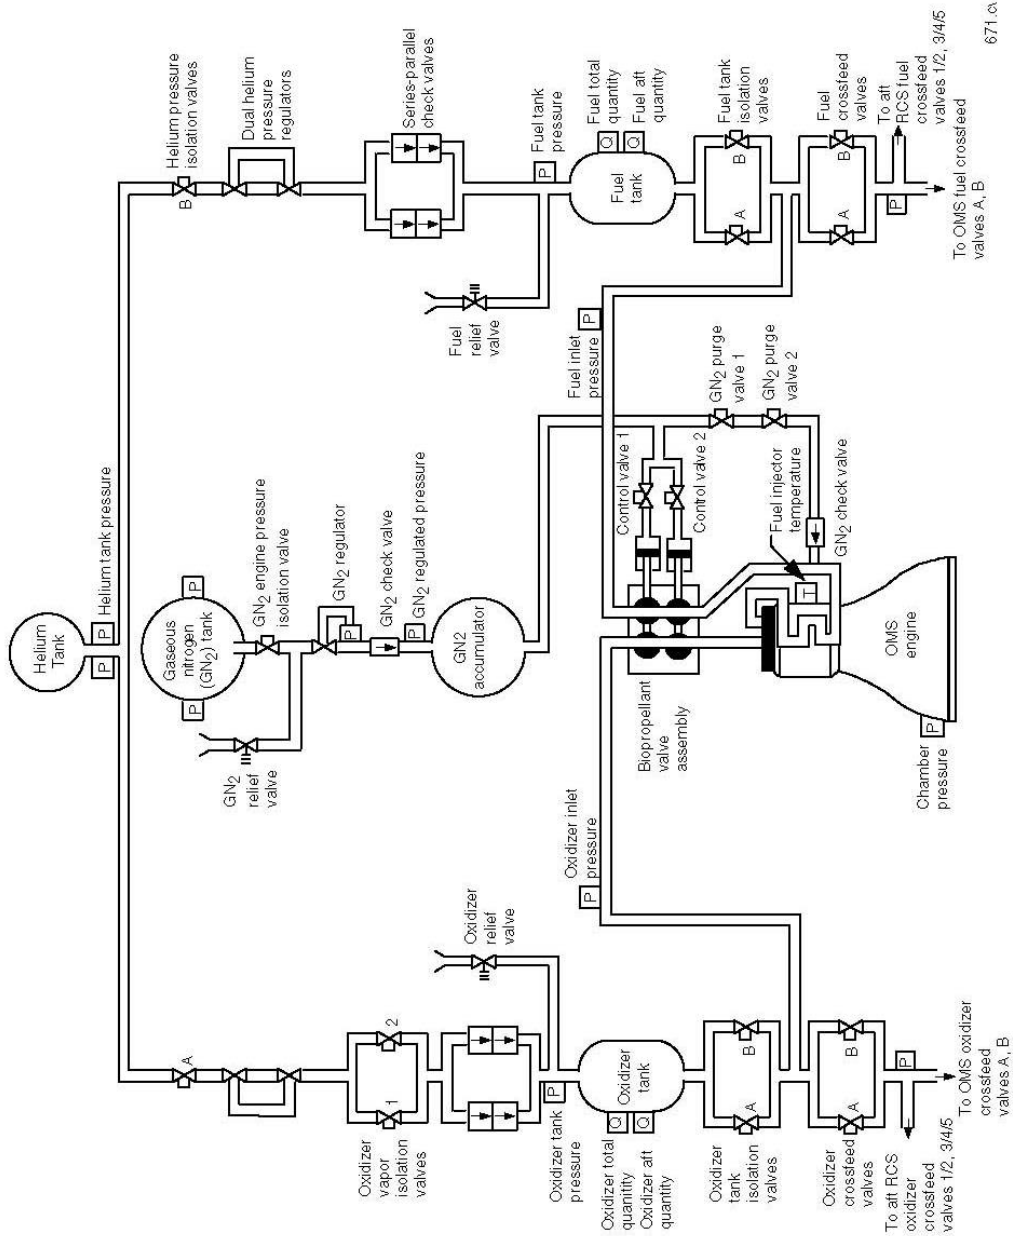 Helium
Tank
P
P
Helium tank pressure
A
Helium pressure
isolation valves
B
Dual helium
pressure
regulators
Gaseous
nitrogen
(GN2) tank
P
P
GN2 engine pressure
isolation valve
GN2
relief
valve
GN2 regulator
P
GN2 check valve
GN2 regulated pressure
P
GN2
accumulator
Oxidizer
vapor
isolation
valves
1
2
Series-parallel
check valves
Oxidizer
relief
valve
Fuel
relief
valve
Oxidizer tank
pressure
P
Fuel tank
pressure
P
Oxidizer
tank
Oxidizer total
quanitity
Q
Oxidizer aft
quantity
Q
Fuel
tank
Fuel total
quantity
Q
Fuel aft
quantity
Q
Oxidizer inlet
pressure
P
Fuel inlet
pressure
P
Control valve 1
Control valve 2
Biopropellant
valve
assembly
GN2 purge
valve 1
GN2 purge
valve 2
Fuel injector
temperature
T
GN2 check valve
OMS
engine
Chamber
pressure
P
Oxidizer
tank
isolation
valves
A
B
Fuel tank
isolation
valves
A
B
Oxidizer
crossfeed
valves
A
B
Fuel
crossfeed
valves
A
B
To aft RCS
oxidizer
crossfeed
valves 1/2, 3/4/5
P
To OMS oxidizer
crossfeed
valves A, B
To aft
RCS fuel
crossfeed
valves 1/2, 3/4/5
P
To OMS fuel crossfeed
valves A, B